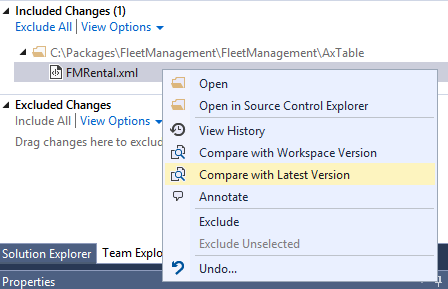 Included Changes (1)
Exclude All | View Options
C:\Packages\FleetManagement\FleetManagement\AxTable
FMRental.xml
Open
Open in Source Control Explorer
Excluded Changes
Include All | View Options
View History
Drag changes here to exclu
Compare with Workspace Version
Compare with Latest Version
Annotate
Exclude
Exclude Unselected
Solution Explorer Team Explo
Undo...
Properties